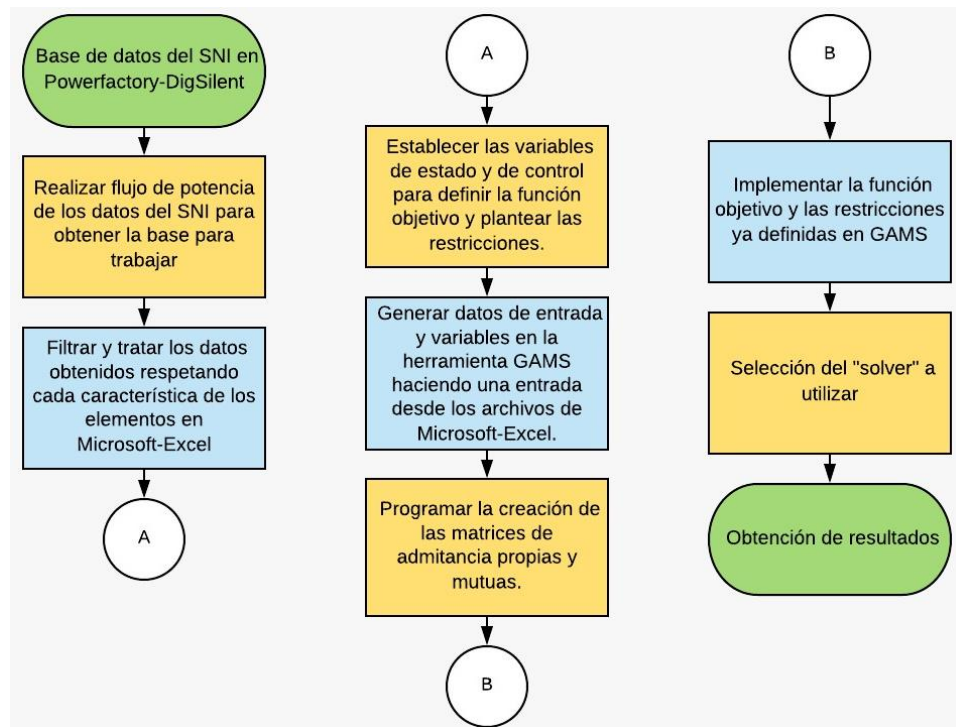 Base de datos del SNI en
Powerfactory-DigSilent
Realizar flujo de potencia
de los datos del SNI para
obtener la base para
trabajar
Filtrar y tratar los datos
obtenidos respetando
cada característica de los
elementos en
Microsoft-Excel
A
A
Establecer las variables
de estado y de control
para definir la función
objetivo y plantear las
restricciones.
Generar datos de entrada
y variables en la
herramienta GAMS
haciendo una entrada
desde los archivos de
Microsoft-Excel.
Programar la creación de
las matrices de
admitancia propias y
mutuas.
B
B
Implementar la función
objetivo y las restricciones
ya definidas en GAMS
Selección del "solver" a
utilizar
Obtención de resultados